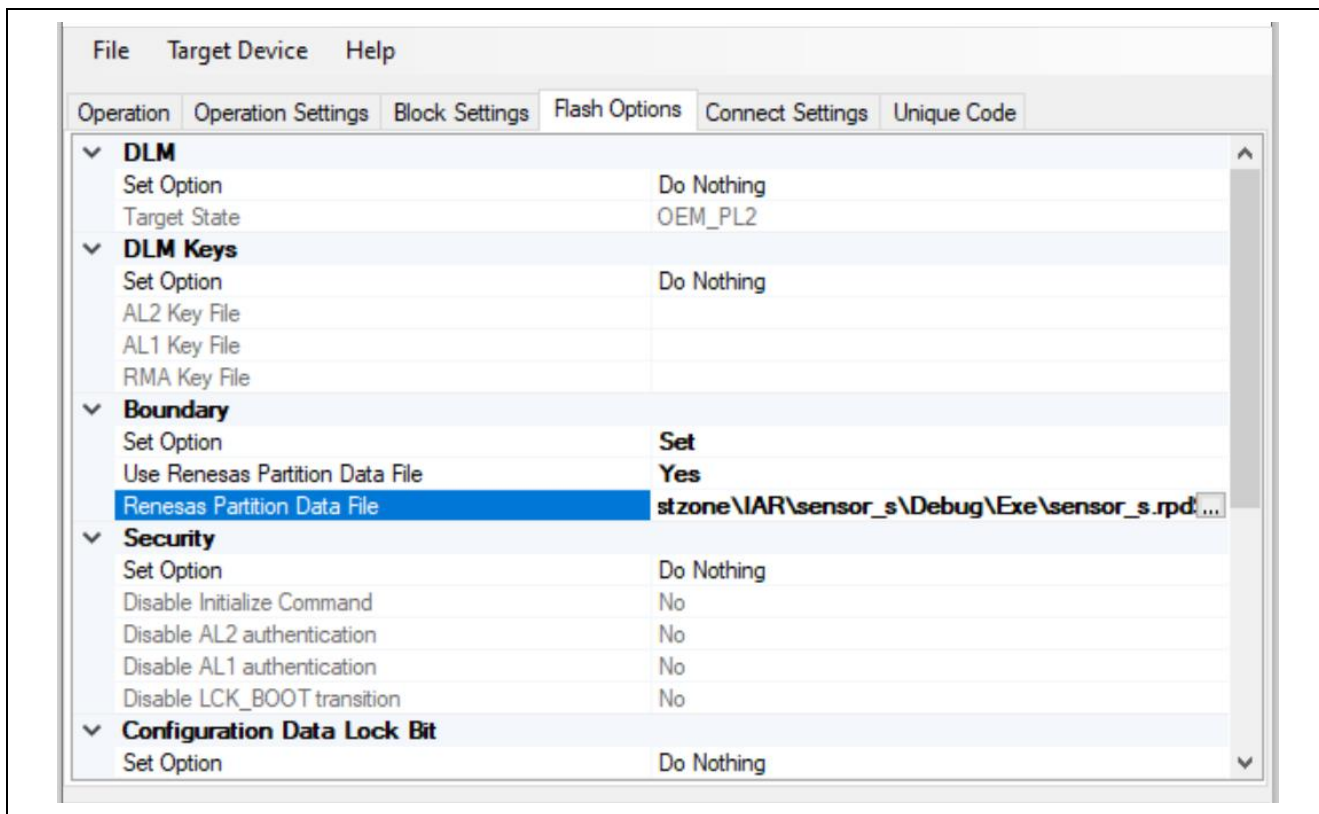 File Target Device Help
Operation Operation Settings Block Settings Flash Options Connect Settings Unique Code
DLM
Set Option Do Nothing
Target State OEM_PL2
DLM Keys
Set Option Do Nothing
AL2 Key File
AL1 Key File
RMA Key File
Boundary
Set Option Set
Use Renesas Partition Data File Yes
Renesas Partition Data File stzone\IAR\sensor_s\Debug\Exe\sensor_s.rpd ...
Security
Set Option Do Nothing
Disable Initialize Command No
Disable AL2 authentication No
Disable AL1 authentication No
Disable LCK_BOOT transition No
Configuration Data Lock Bit
Set Option Do Nothing